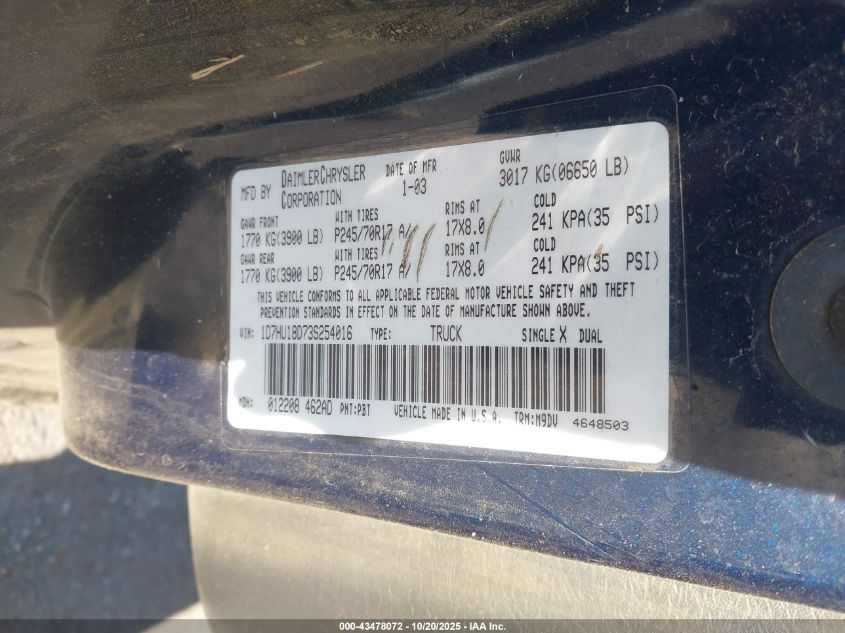 MFD BY DAIMLERCHRYSLER CORPORATION DATE OF MFR 1-03 GVWR 3017 KG(06650 LB)
GAWR FRONT WITH TIRES RIMS AT COLD
1770 KG(3900 LB) P245/70R17 A/ 17X8.0 241 KPA(35 PSI)
GAWR REAR WITH TIRES RIMS AT COLD
1770 KG(3900 LB) P245/70R17 A/ 17X8.0 241 KPA(35 PSI)
THIS VEHICLE CONFORMS TO ALL APPLICABLE FEDERAL MOTOR VEHICLE SAFETY AND THEFT
PREVENTION STANDARDS IN EFFECT ON THE DATE OF MANUFACTURE SHOWN ABOVE.
VIN: 1D7HU18D73S254016 TYPE: TRUCK SINGLE X DUAL
MDH: 012208 462AD PNT:PBT VEHICLE MADE IN U.S.A. TRM:M9DV 4648503
000-43478072 - 10/20/2025 - IAA Inc.